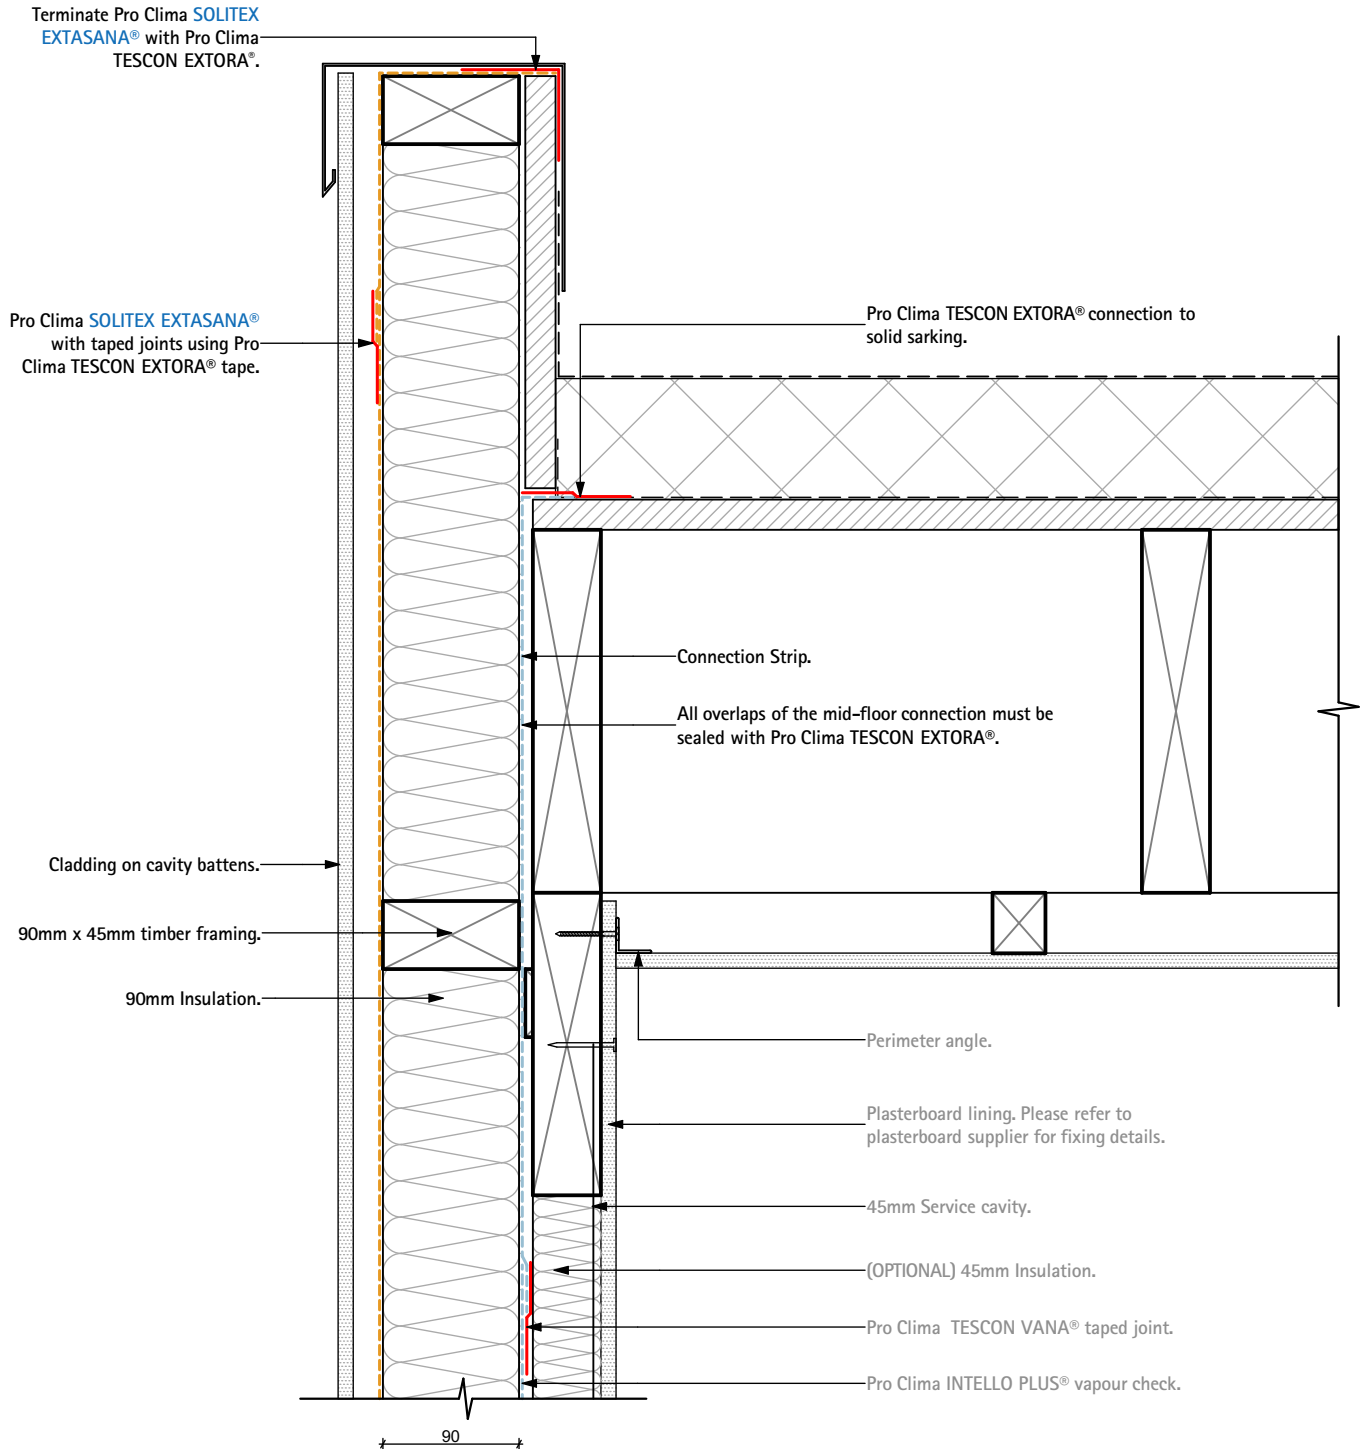 Terminate Pro Clima SOLITEX
EXTASANA® with Pro Clima
TESCON EXTORA®.
Pro Clima SOLITEX EXTASANA®
with taped joints using Pro
Clima TESCON EXTORA® tape.
Pro Clima TESCON EXTORA® connection to
solid sarking.
Connection Strip.
All overlaps of the mid-floor connection must be
sealed with Pro Clima TESCON EXTORA®.
Cladding on cavity battens.
90mm x 45mm timber framing.
90mm Insulation.
Perimeter angle.
Plasterboard lining. Please refer to
plasterboard supplier for fixing details.
45mm Service cavity.
(OPTIONAL) 45mm Insulation.
Pro Clima TESCON VANA® taped joint.
Pro Clima INTELLO PLUS® vapour check.
90